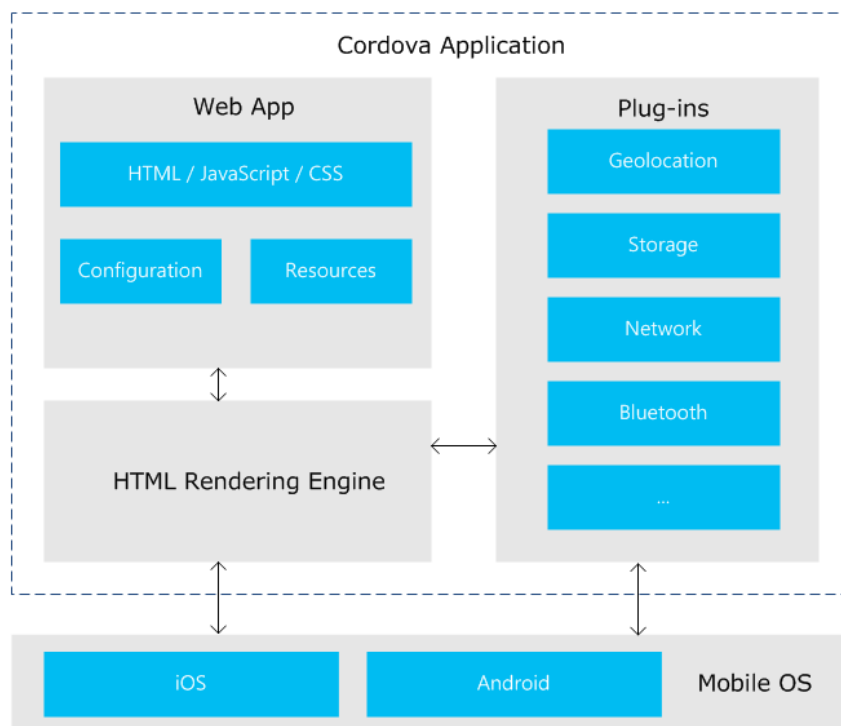 Cordova Application
Web App
HTML / JavaScript / CSS
Configuration
Resources
HTML Rendering Engine
Plug-ins
Geolocation
Storage
Network
Bluetooth
...
iOS
Android
Mobile OS